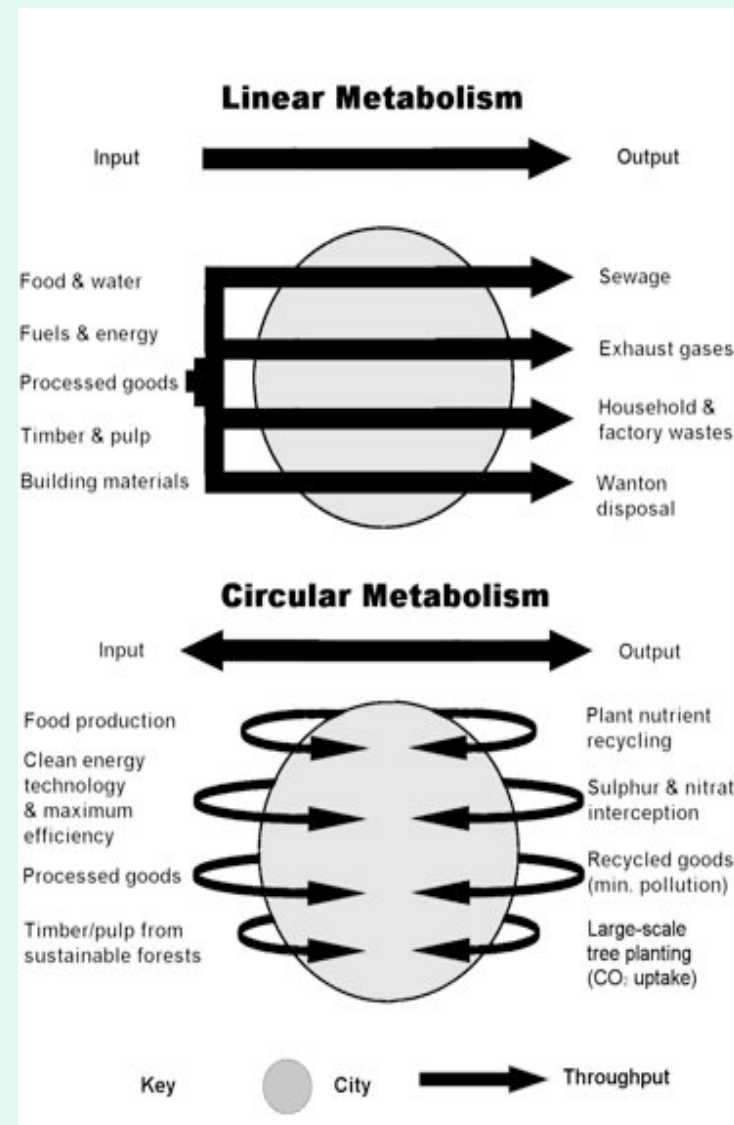 Linear Metabolism
Input
Output
Food & water
Fuels & energy
Processed goods
Timber & pulp
Building materials
Sewage
Exhaust gases
Household &
factory wastes
Wanton
disposal
Circular Metabolism
Input
Output
Food production
Clean energy
technology
& maximum
efficiency
Processed goods
Timber/pulp from
sustainable forests
Plant nutrient
recycling
Sulphur & nitrat
interception
Recycled goods
(min. pollution)
Large-scale
tree planting
(CO₂ uptake)
Key
City
Throughput